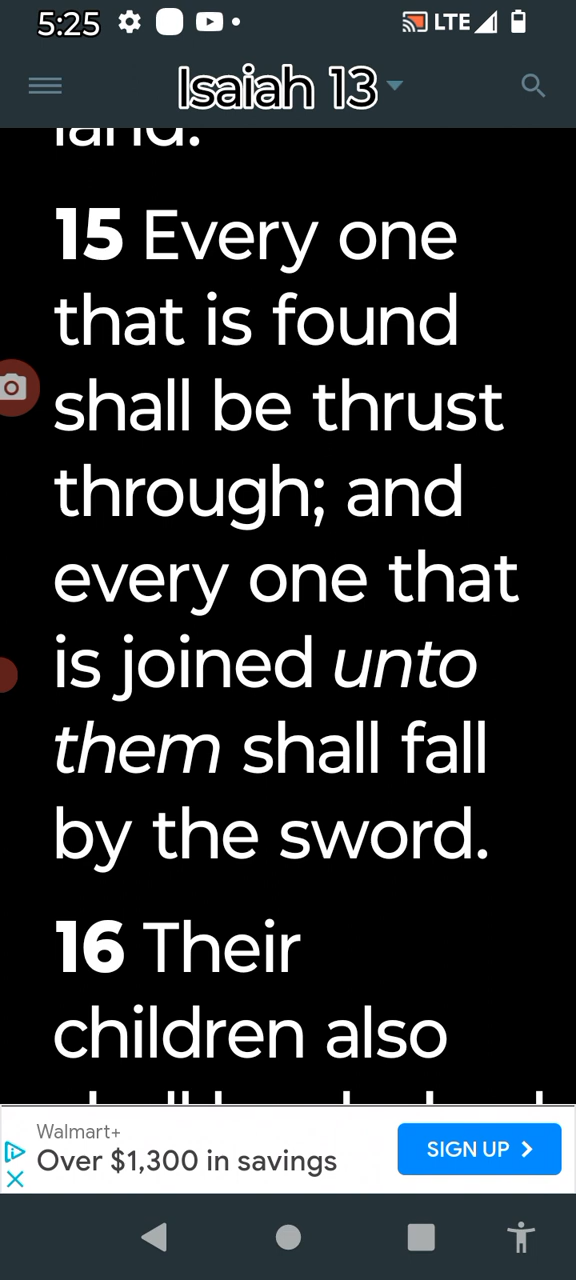 5:25
LTE
Isaiah 13
land.
15 Every one
that is found
shall be thrust
through; and
every one that
is joined unto
them shall fall
by the sword.
16 Their
children also
Walmart+
Over $1,300 in savings
SIGN UP